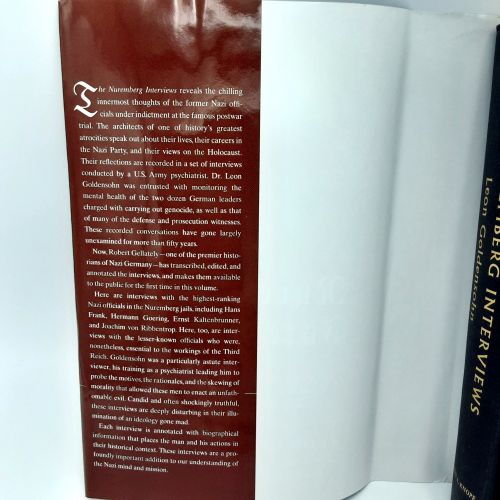 The Nuremberg Interviews reveals the chilling
innermost thoughts of the former Nazi offi-
cials under indictment at the famous postwar
trial. The architects of one of history's greatest
atrocities speak out about their lives, their careers in
the Nazi Party, and their views on the Holocaust.
Their reflections are recorded in a set of interviews
conducted by a U.S. Army psychiatrist. Dr. Leon
Goldensohn was entrusted with monitoring the
mental health of the two dozen German leaders
charged with carrying out genocide, as well as that
of many of the defense and prosecution witnesses.
These recorded conversations have gone largely
unexamined for more than fifty years.
Now, Robert Gellately—one of the premier histo-
rians of Nazi Germany—has transcribed, edited, and
annotated the interviews, and makes them available
to the public for the first time in this volume.
Here are interviews with the highest-ranking
Nazi officials in the Nuremberg jails, including Hans
Frank, Hermann Goering, Ernst Kaltenbrunner,
and Joachim von Ribbentrop. Here, too, are inter-
views with the lesser-known officials who were,
nonetheless, essential to the workings of the Third
Reich. Goldensohn was a particularly astute inter-
viewer, his training as a psychiatrist leading him to
probe the motives, the rationales, and the skewing of
morality that allowed these men to enact an unfath-
omable evil. Candid and often shockingly truthful,
these interviews are deeply disturbing in their illu-
mination of an ideology gone mad.
Each interview is annotated with biographical
information that places the man and his actions in
their historical context. These interviews are a pro-
foundly important addition to our understanding of
the Nazi mind and mission.
INTERVIEWS
Leon Goldensohn